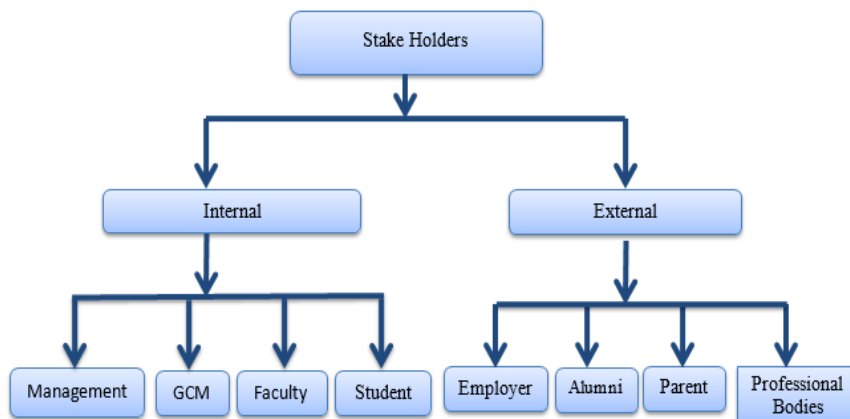 Stake Holders
Internal
External
Management
GCM
Faculty
Student
Employer
Alumni
Parent
Professional
Bodies